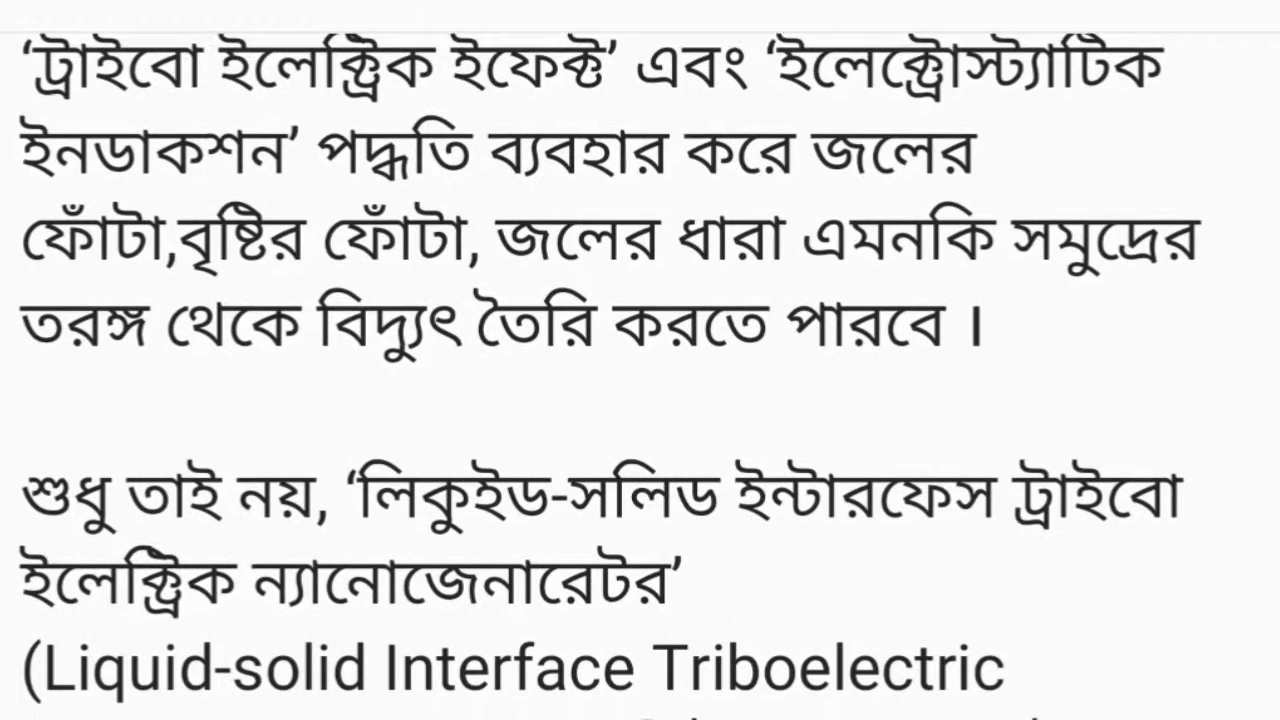 ‘ট্রাইবো ইলেক্ট্রিক ইফেক্ট’ এবং ‘ইলেক্ট্রোস্ট্যাটিক
ইনডাকশন’ পদ্ধতি ব্যবহার করে জলের
ফোঁটা,বৃষ্টির ফোঁটা, জলের ধারা এমনকি সমুদ্রের
তরঙ্গ থেকে বিদ্যুৎ তৈরি করতে পারবে ।
শুধু তাই নয়, ‘লিকুইড-সলিড ইন্টারফেস ট্রাইবো
ইলেক্ট্রিক ন্যানোজেনারেটর’
(Liquid-solid Interface Triboelectric